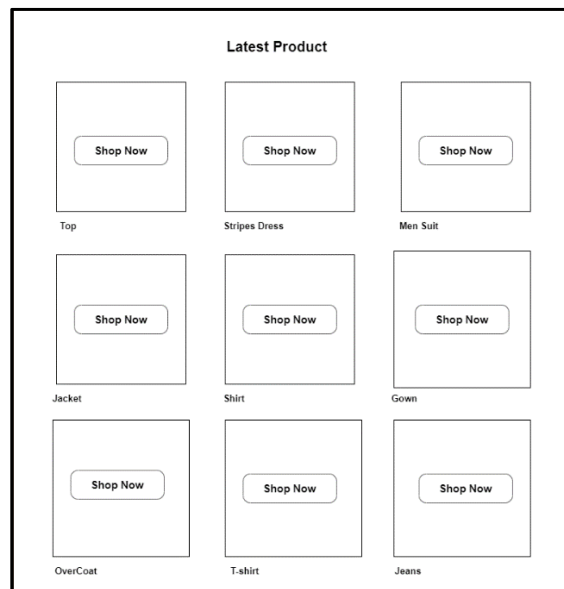 Latest Product
Shop Now
Shop Now
Shop Now
Top
Stripes Dress
Men Suit
Shop Now
Shop Now
Shop Now
Jacket
Shirt
Gown
Shop Now
Shop Now
Shop Now
OverCoat
T-shirt
Jeans